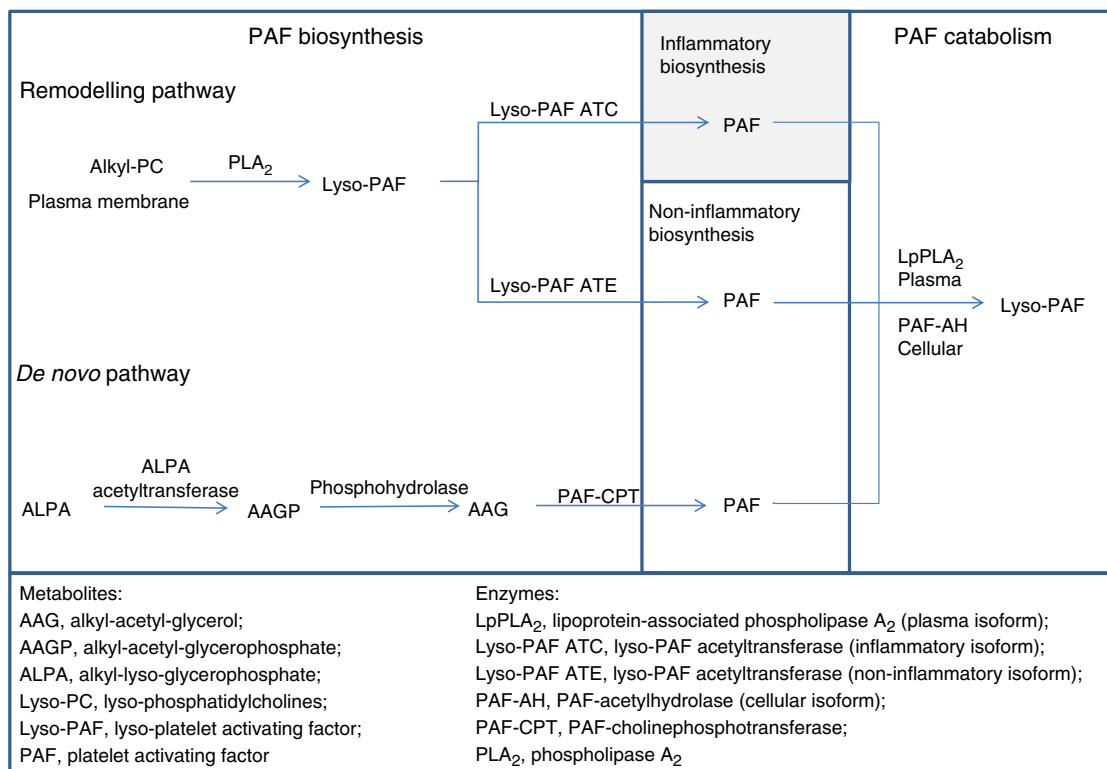 PAF biosynthesis
Inflammatory
biosynthesis
PAF catabolism
Remodelling pathway
Lyso-PAF ATC
PAF
Alkyl-PC
PLA₂
Lyso-PAF
Plasma membrane
Non-inflammatory
biosynthesis
Lyso-PAF ATE
PAF
LpPLA₂
Plasma
Lyso-PAF
PAF-AH
Cellular
De novo pathway
ALPA
ALPA
acetyltransferase
AAGP
Phosphohydrolase
AAG
PAF-CPT
PAF
Metabolites:
AAG, alkyl-acetyl-glycerol;
AAGP, alkyl-acetyl-glycerophosphate;
ALPA, alkyl-lyso-glycerophosphate;
Lyso-PC, lyso-phosphatidylcholines;
Lyso-PAF, lyso-platelet activating factor;
PAF, platelet activating factor
Enzymes:
LpPLA₂, lipoprotein-associated phospholipase A₂ (plasma isoform);
Lyso-PAF ATC, lyso-PAF acetyltransferase (inflammatory isoform);
Lyso-PAF ATE, lyso-PAF acetyltransferase (non-inflammatory isoform);
PAF-AH, PAF-acetylhydrolase (cellular isoform);
PAF-CPT, PAF-cholinephosphotransferase;
PLA₂, phospholipase A₂